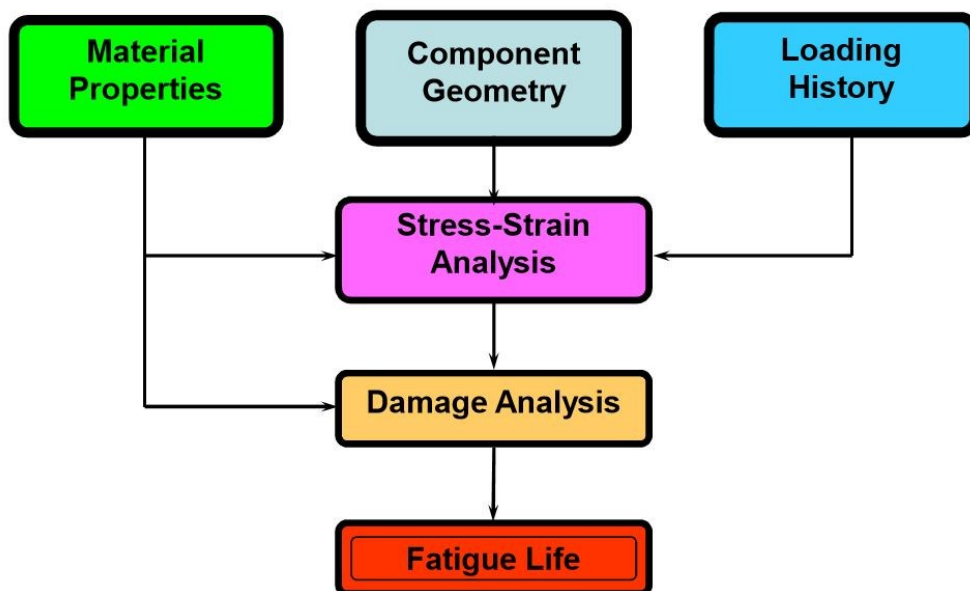 Material
Properties
Component
Geometry
Loading
History
Stress-Strain
Analysis
Damage Analysis
Fatigue Life